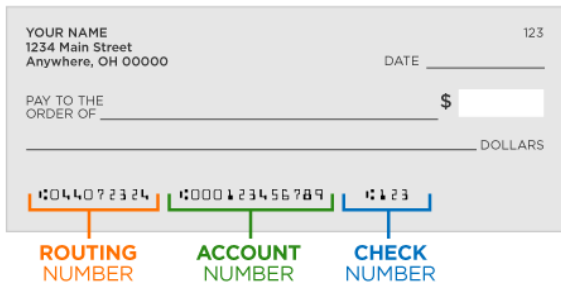 YOUR NAME 123
1234 Main Street
Anywhere, OH 00000
DATE
PAY TO THE
ORDER OF $
DOLLARS
⑆044072324 ⑆000123456789 ⑆123
ROUTING NUMBER
ACCOUNT NUMBER
CHECK NUMBER